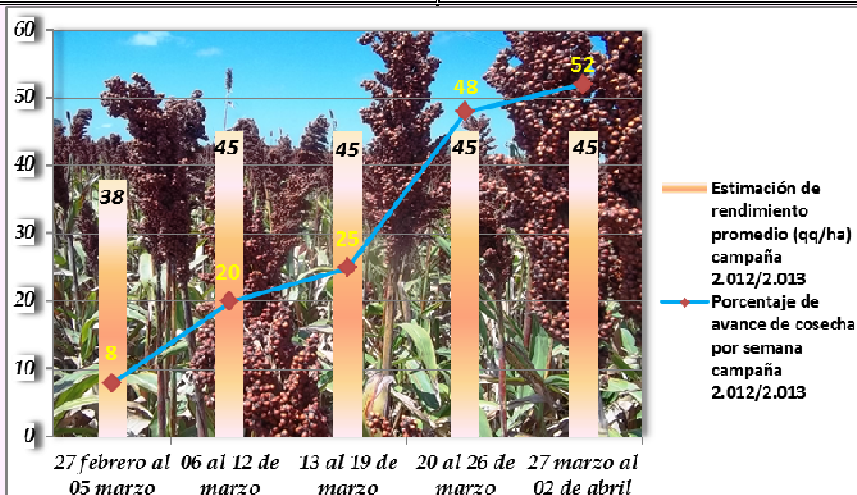 60
50
40
30
20
10
0
38
45
45
45
45
8
20
25
48
52
27 febrero al
05 marzo
06 al 12 de
marzo
13 al 19 de
marzo
20 al 26 de
marzo
27 marzo al
02 de abril
Estimación de
rendimiento
promedio (qq/ha)
campaña
2.012/2.013
Porcentaje de
avance de cosecha
por semana
campaña
2.012/2.013